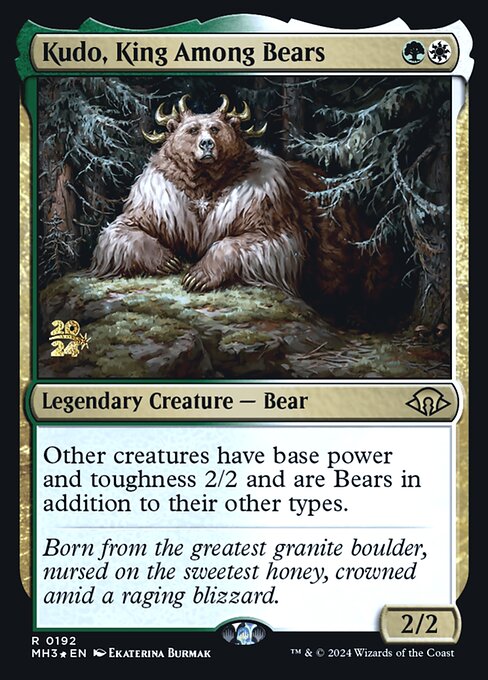 Kudo, King Among Bears
2024
Legendary Creature — Bear
Other creatures have base power
and toughness 2/2 and are Bears in
addition to their other types.
Born from the greatest granite boulder,
nursed on the sweetest honey, crowned
amid a raging blizzard.
2/2
R 0192
MH3★EN Ekaterina Burmak
™ & © 2024 Wizards of the Coast